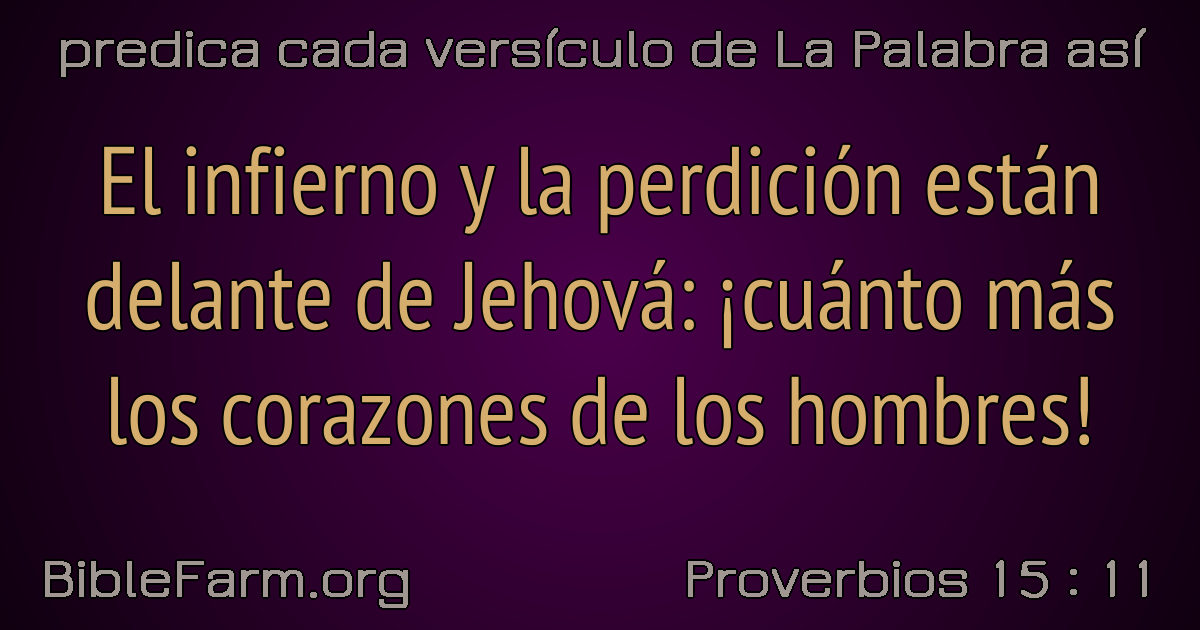 predica cada versículo de La Palabra así
El infierno y la perdición están
delante de Jehová: ¡cuánto más
los corazones de los hombres!
BibleFarm.org
Proverbios 15 : 11